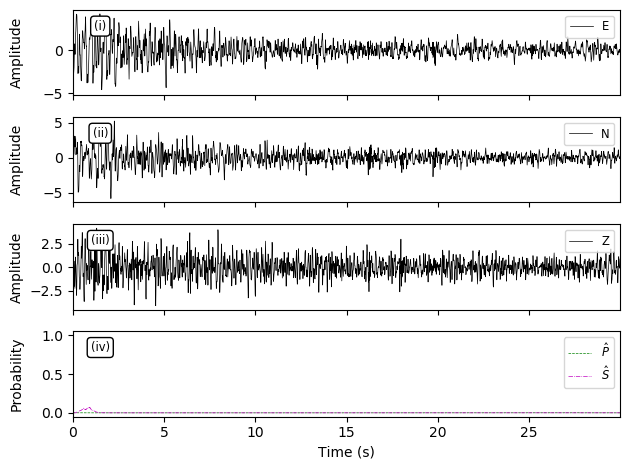 Amplitude
0
−5
(i)
E
Amplitude
5
0
−5
(ii)
N
Amplitude
2.5
0.0
−2.5
(iii)
Z
Probability
1.0
0.5
0.0
(iv)
P̂
Ŝ
0 5 10 15 20 25
Time (s)